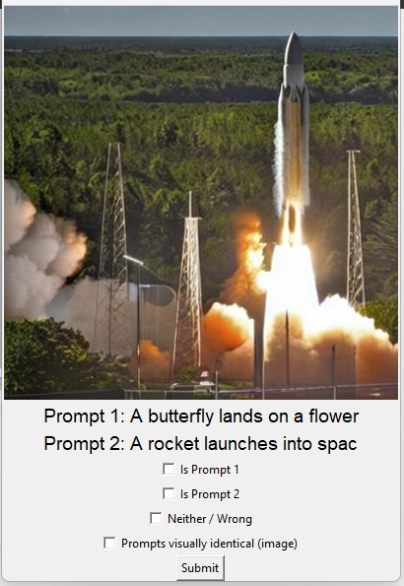 Prompt 1: A butterfly lands on a flower
Prompt 2: A rocket launches into spac
Is Prompt 1
Is Prompt 2
Neither / Wrong
Prompts visually identical (image)
Submit